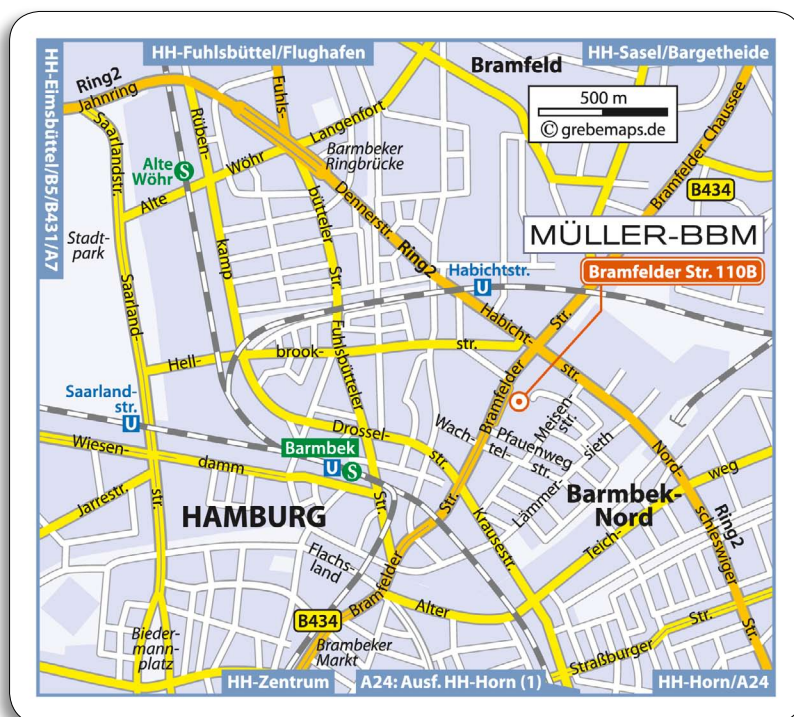 HH-Fuhlsbüttel/Flughafen
HH-Sasel/Bargetheide
HH-Eimsbüttel/B5/B431/A7
Ring2
Jahnring
Bramfeld
500 m
© grebemaps.de
Saarlandstr.
Rüben-
kamp
Fuhls-
bütteler
Str.
Langenfort
Barmbeker
Ringbrücke
Bramfelder Chaussee
B434
Alte
Wöhr
S
Alte
Wöhr
Dennerstr.
Ring2
MÜLLER-BBM
Bramfelder Str. 110B
Stadt-
park
Habichtstr.
U
Saarland-
str.
Habicht-
str.
Str.
Fuhlsbütteler
Str.
Hell-
brook-
str.
Bramfelder
Str.
Saarland-
str.
U
Meisen-
str.
Drossel-
str.
Wach-
tel-
str.
Pfauenweg
Lämmer-
sieth
Barmbek
U
S
Wiesen-
damm
Nord-
schleswiger
Str.
Ring2
Jarrestr.
HAMBURG
Barmbek-
Nord
Teich-
weg
Krausestr.
Flachs-
land
Bramfelder
Alter
B434
Brambeker
Markt
Bieder-
mann-
platz
Straßburger
Str.
HH-Zentrum
A24: Ausf. HH-Horn (1)
HH-Horn/A24